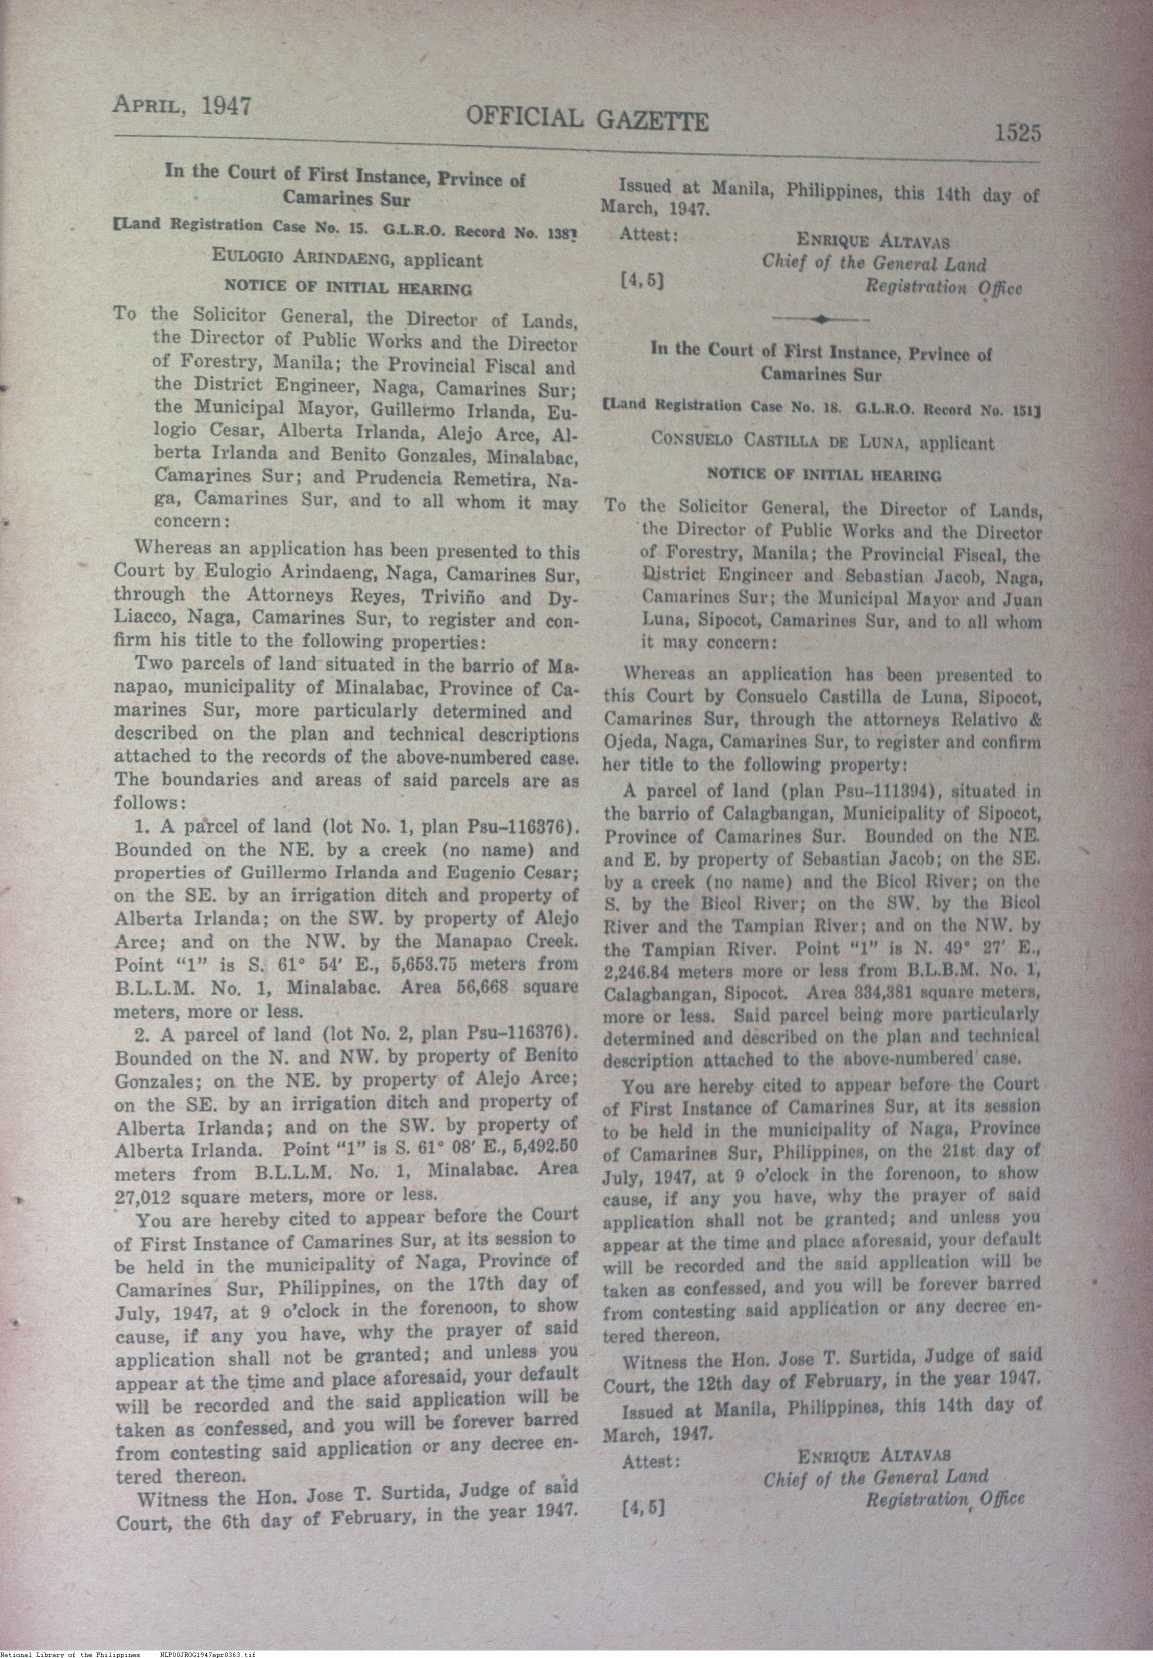 APRIL, 1947
OFFICIAL GAZETTE
1525
In the Court of First Instance, Prvince of
Camarines Sur
[Land Registration Case No. 15. G.L.R.O. Record No. 138]
EULOGIO ARINDAENG, applicant
NOTICE OF INITIAL HEARING
To the Solicitor General, the Director of Lands,
the Director of Public Works and the Director
of Forestry, Manila; the Provincial Fiscal and
the District Engineer, Naga, Camarines Sur;
the Municipal Mayor, Guillermo Irlanda, Eu-
logio Cesar, Alberta Irlanda, Alejo Arce, Al-
berta Irlanda and Benito Gonzales, Minalabac,
Camarines Sur; and Prudencia Remetira, Na-
ga, Camarines Sur, and to all whom it may
concern:
Whereas an application has been presented to this
Court by Eulogio Arindaeng, Naga, Camarines Sur,
through the Attorneys Reyes, Triviño and Dy-
Liacco, Naga, Camarines Sur, to register and con-
firm his title to the following properties:
Two parcels of land situated in the barrio of Ma-
napao, municipality of Minalabac, Province of Ca-
marines Sur, more particularly determined and
described on the plan and technical descriptions
attached to the records of the above-numbered case.
The boundaries and areas of said parcels are as
follows:
1. A parcel of land (lot No. 1, plan Psu-116376).
Bounded on the NE. by a creek (no name) and
properties of Guillermo Irlanda and Eugenio Cesar;
on the SE. by an irrigation ditch and property of
Alberta Irlanda; on the SW. by property of Alejo
Arce; and on the NW. by the Manapao Creek.
Point "1" is S. 61° 54' E., 5,653.75 meters from
B.L.L.M. No. 1, Minalabac. Area 56,668 square
meters, more or less.
2. A parcel of land (lot No. 2, plan Psu-116376).
Bounded on the N. and NW. by property of Benito
Gonzales; on the NE. by property of Alejo Arce;
on the SE. by an irrigation ditch and property of
Alberta Irlanda; and on the SW. by property of
Alberta Irlanda. Point "1" is S. 61° 08' E., 5,492.50
meters from B.L.L.M. No. 1, Minalabac. Area
27,012 square meters, more or less.
You are hereby cited to appear before the Court
of First Instance of Camarines Sur, at its session to
be held in the municipality of Naga, Province of
Camarines Sur, Philippines, on the 17th day of
July, 1947, at 9 o'clock in the forenoon, to show
cause, if any you have, why the prayer of said
application shall not be granted; and unless you
appear at the time and place aforesaid, your default
will be recorded and the said application will be
taken as confessed, and you will be forever barred
from contesting said application or any decree en-
tered thereon.
Witness the Hon. Jose T. Surtida, Judge of said
Court, the 6th day of February, in the year 1947.
Issued at Manila, Philippines, this 14th day of
March, 1947.
Attest:
ENRIQUE ALTAVAS
Chief of the General Land
Registration Office
[4, 5]
In the Court of First Instance, Prvince of
Camarines Sur
[Land Registration Case No. 18. G.L.R.O. Record No. 151]
CONSUELO CASTILLA DE LUNA, applicant
NOTICE OF INITIAL HEARING
To the Solicitor General, the Director of Lands,
the Director of Public Works and the Director
of Forestry, Manila; the Provincial Fiscal, the
District Engineer and Sebastian Jacob, Naga,
Camarines Sur; the Municipal Mayor and Juan
Luna, Sipocot, Camarines Sur, and to all whom
it may concern:
Whereas an application has been presented to
this Court by Consuelo Castilla de Luna, Sipocot,
Camarines Sur, through the attorneys Relativo &
Ojeda, Naga, Camarines Sur, to register and confirm
her title to the following property:
A parcel of land (plan Psu-111394), situated in
the barrio of Calagbangan, Municipality of Sipocot,
Province of Camarines Sur. Bounded on the NE.
and E. by property of Sebastian Jacob; on the SE.
by a creek (no name) and the Bicol River; on the
S. by the Bicol River; on the SW. by the Bicol
River and the Tampian River; and on the NW. by
the Tampian River. Point "1" is N. 49° 27' E.,
2,246.84 meters more or less from B.L.B.M. No. 1,
Calagbangan, Sipocot. Area 334,381 square meters,
more or less. Said parcel being more particularly
determined and described on the plan and technical
description attached to the above-numbered case.
You are hereby cited to appear before the Court
of First Instance of Camarines Sur, at its session
to be held in the municipality of Naga, Province
of Camarines Sur, Philippines, on the 21st day of
July, 1947, at 9 o'clock in the forenoon, to show
cause, if any you have, why the prayer of said
application shall not be granted; and unless you
appear at the time and place aforesaid, your default
will be recorded and the said application will be
taken as confessed, and you will be forever barred
from contesting said application or any decree en-
tered thereon.
Witness the Hon. Jose T. Surtida, Judge of said
Court, the 12th day of February, in the year 1947.
Issued at Manila, Philippines, this 14th day of
March, 1947.
Attest:
ENRIQUE ALTAVAS
Chief of the General Land
Registration Office
[4, 5]
National Library of the Philippines NLP00JROG1947apr0363.tif